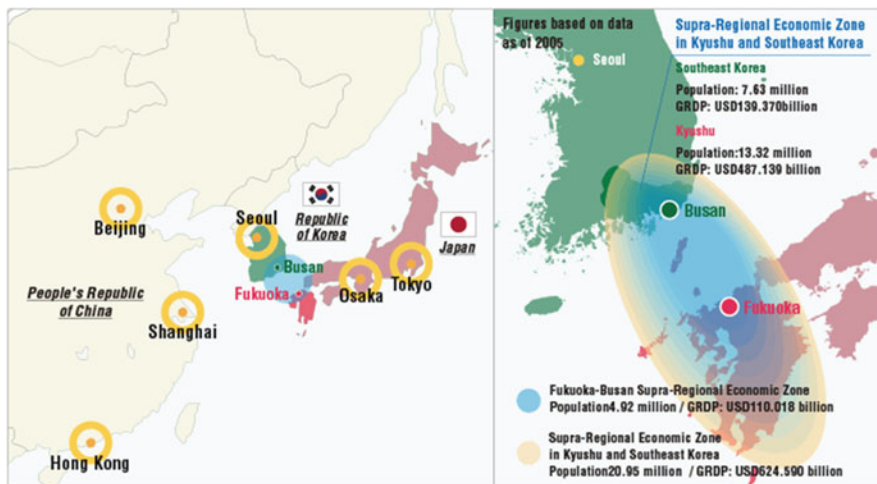 Beijing
People's Republic
of China
Shanghai
Hong Kong
Seoul
Republic
of Korea
Busan
Fukuoka
Osaka
Tokyo
Japan
Figures based on data
as of 2005
Seoul
Supra-Regional Economic Zone
in Kyushu and Southeast Korea
Southeast Korea
Population: 7.63 million
GRDP: USD139.370billion
Kyushu
Population:13.32 million
GRDP: USD487.139 billion
Busan
Fukuoka
Fukuoka-Busan Supra-Regional Economic Zone
Population4.92 million / GRDP: USD110.018 billion
Supra-Regional Economic Zone
in Kyushu and Southeast Korea
Population20.95 million / GRDP: USD624.590 billion